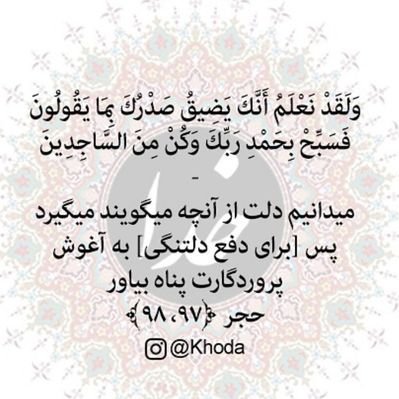 وَلَقَدْ نَعْلَمُ أَنَّكَ يَضِيقُ صَدْرُكَ بِمَا يَقُولُونَ
فَسَبِّحْ بِحَمْدِ رَبِّكَ وَكُنْ مِنَ السَّاجِدِينَ
-
میدانیم دلت از آنچه میگویند میگیرد
پس [برای دفع دلتنگی] به آغوش
پروردگارت پناه بیاور
حجر ﴿۹۸،۹۷﴾
@Khoda
خدا